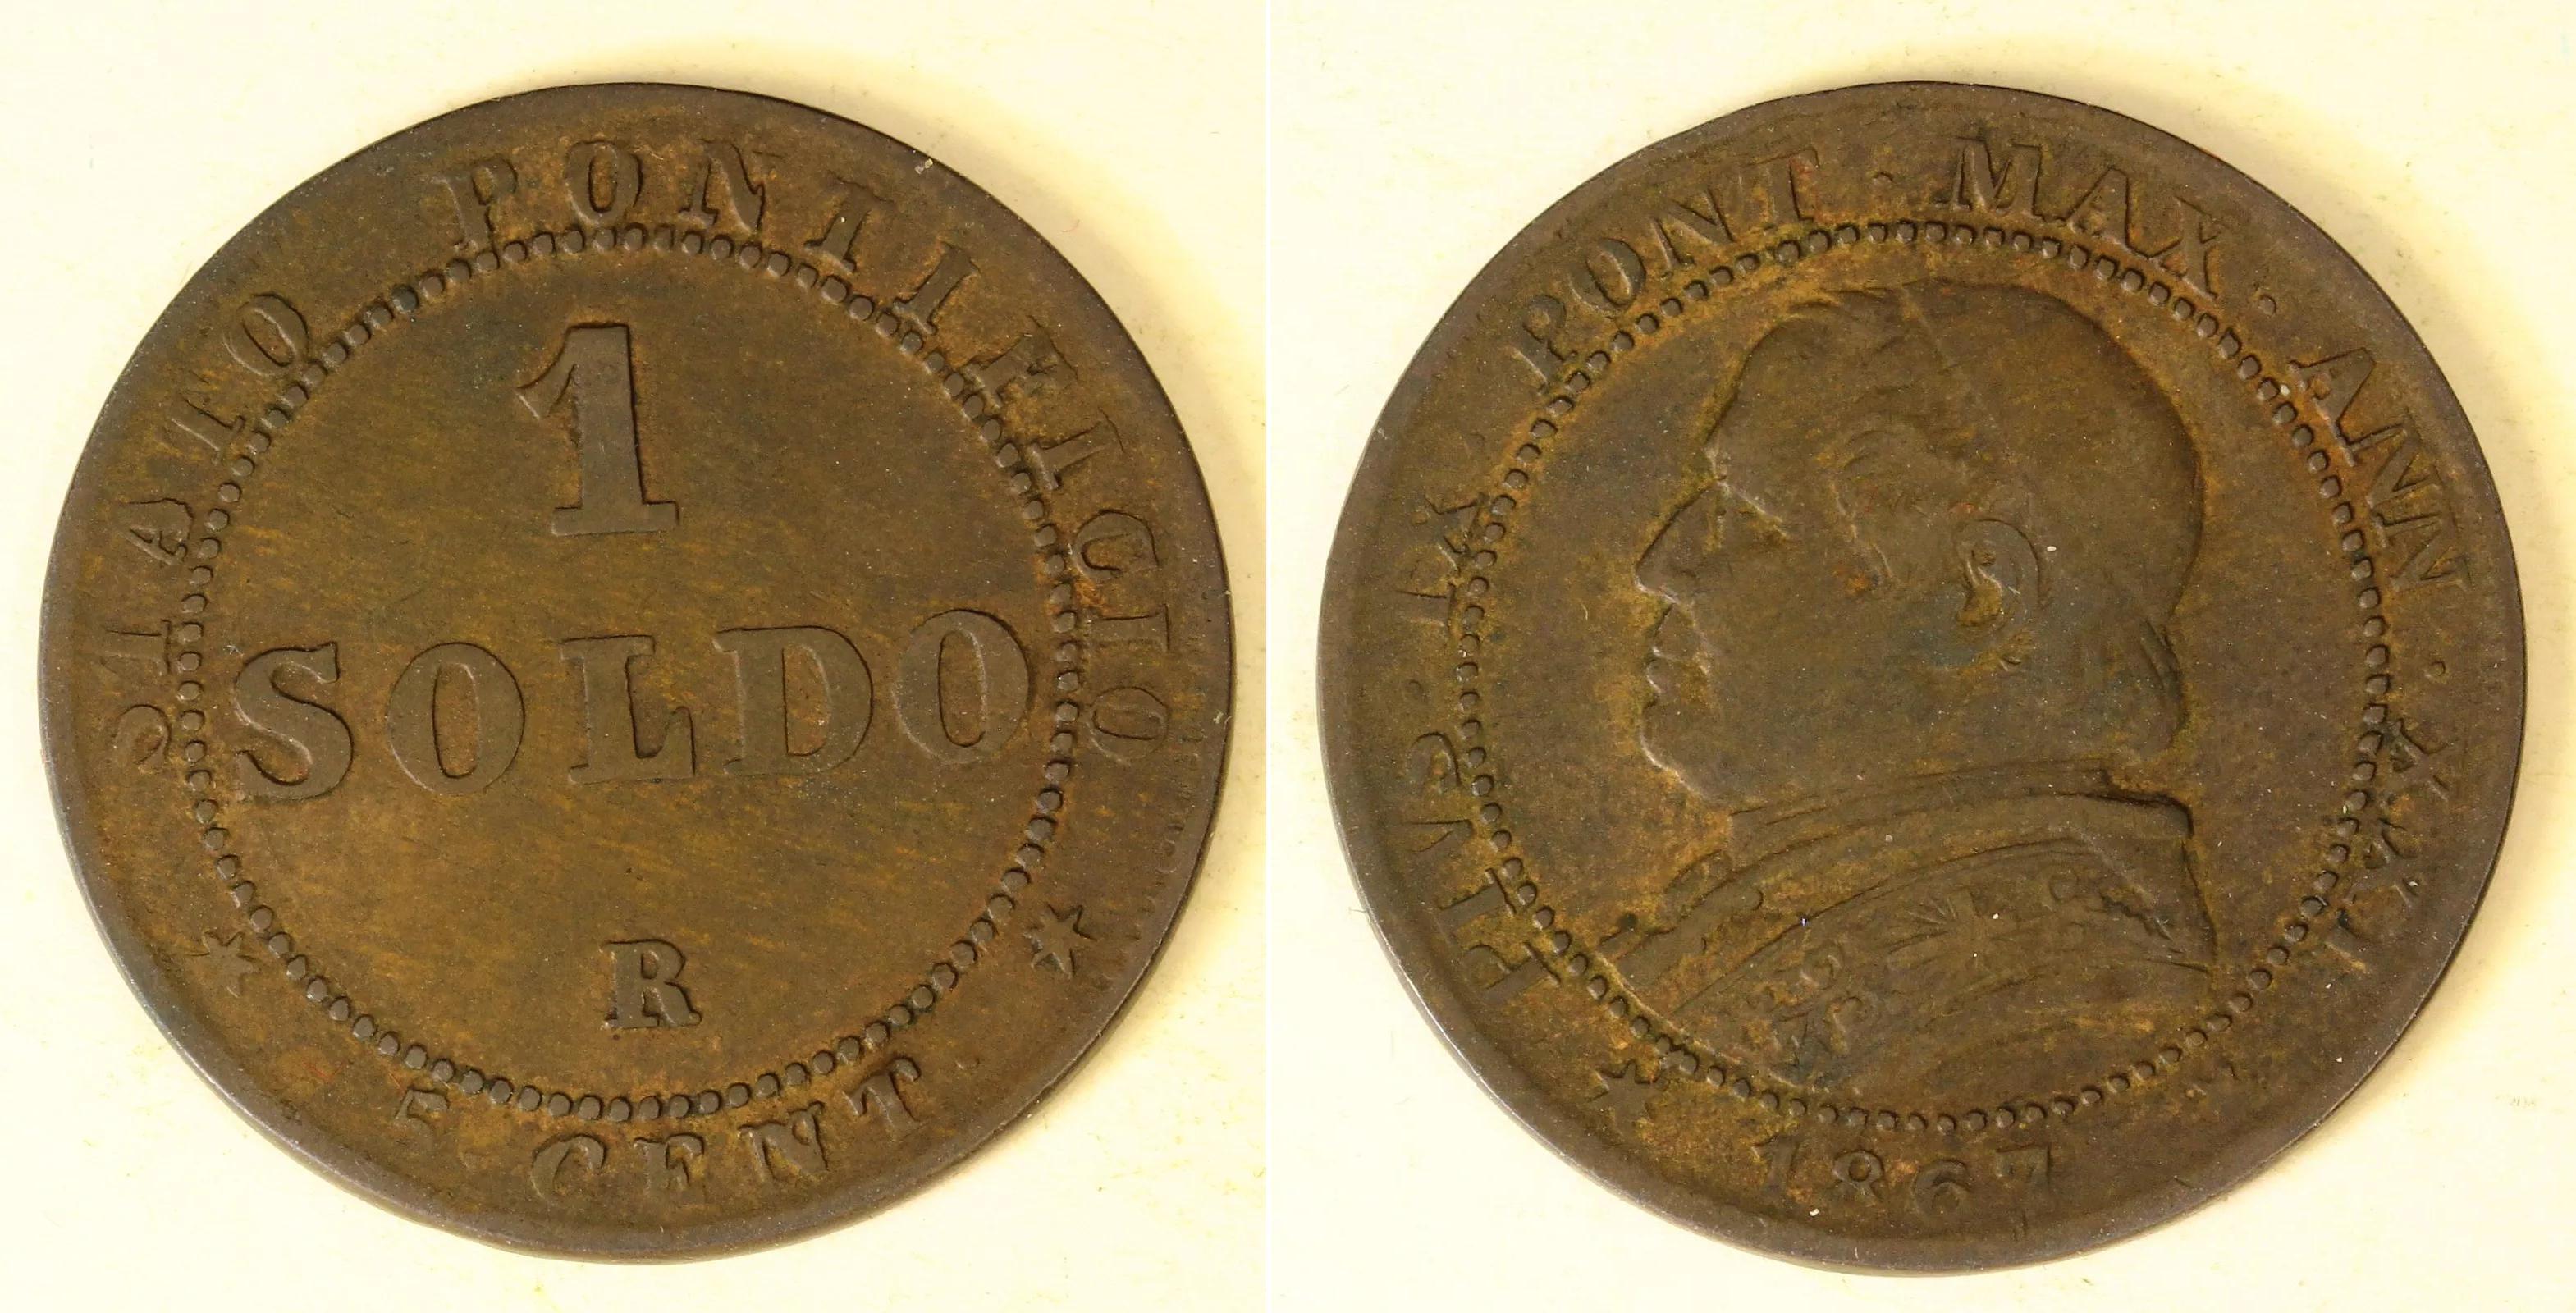 STATO PONTIFICIO
1
SOLDO
R
5 CENT.
PIVS · IX · PONT · MAX · ANN · XXI
1867